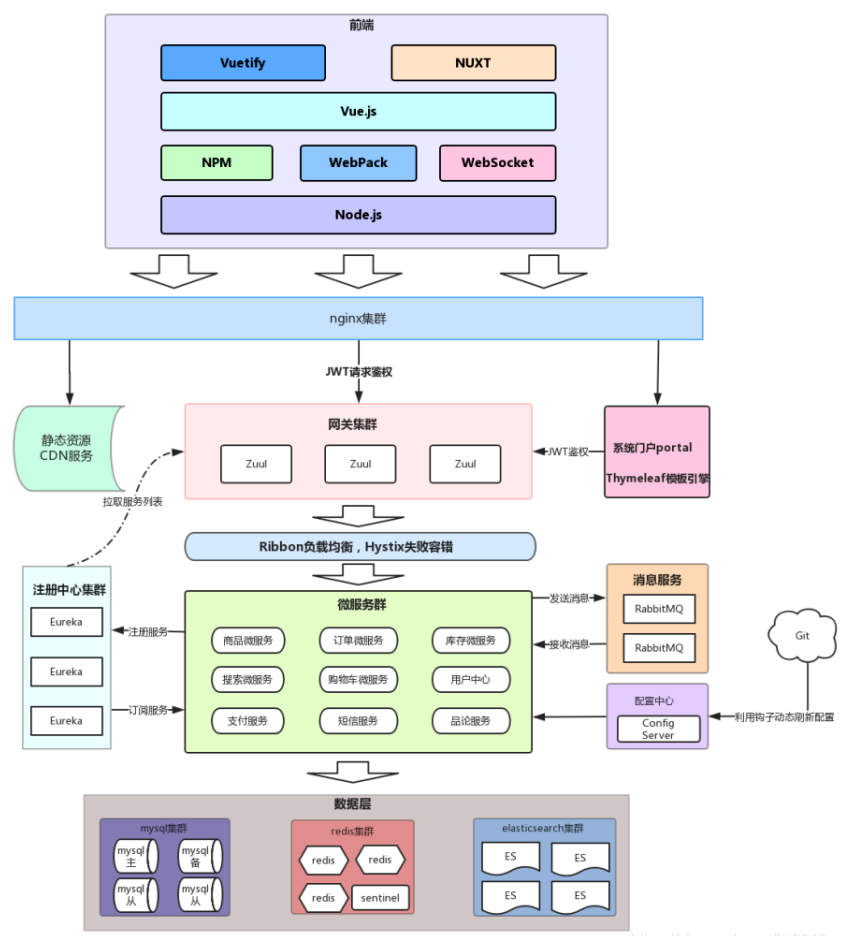 前端
Vuetify
NUXT
Vue.js
NPM
WebPack
WebSocket
Node.js
nginx集群
JWT请求鉴权
静态资源
CDN服务
网关集群
Zuul
Zuul
Zuul
JWT鉴权
系统门户portal
Thymeleaf模板引擎
拉取服务列表
Ribbon负载均衡，Hystix失败容错
注册中心集群
Eureka
Eureka
Eureka
注册服务
订阅服务
微服务群
商品微服务
订单微服务
库存微服务
搜索微服务
购物车微服务
用户中心
支付服务
短信服务
品论服务
发送消息
接收消息
消息服务
RabbitMQ
RabbitMQ
Git
配置中心
Config
Server
利用钩子动态刷新配置
数据层
mysql集群
mysql
主
mysql
备
mysql
从
mysql
从
redis集群
redis
redis
redis
sentinel
elasticsearch集群
ES
ES
ES
ES